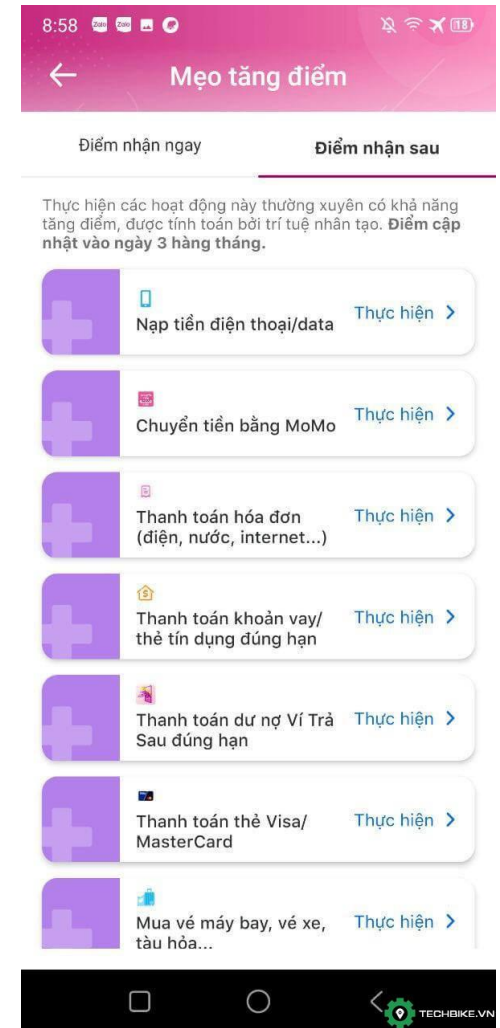 8:58
Zalo Zalo
18
Mẹo tăng điểm
Điểm nhận ngay
Điểm nhận sau
Thực hiện các hoạt động này thường xuyên có khả năng
tăng điểm, được tính toán bởi trí tuệ nhân tạo. Điểm cập
nhật vào ngày 3 hàng tháng.
Nạp tiền điện thoại/data
Thực hiện
Chuyển tiền bằng MoMo
Thực hiện
Thanh toán hóa đơn
(điện, nước, internet...)
Thực hiện
Thanh toán khoản vay/
thẻ tín dụng đúng hạn
Thực hiện
Thanh toán dư nợ Ví Trả
Sau đúng hạn
Thực hiện
Thanh toán thẻ Visa/
MasterCard
Thực hiện
Mua vé máy bay, vé xe,
tàu hỏa...
Thực hiện
TECHBIKE.VN